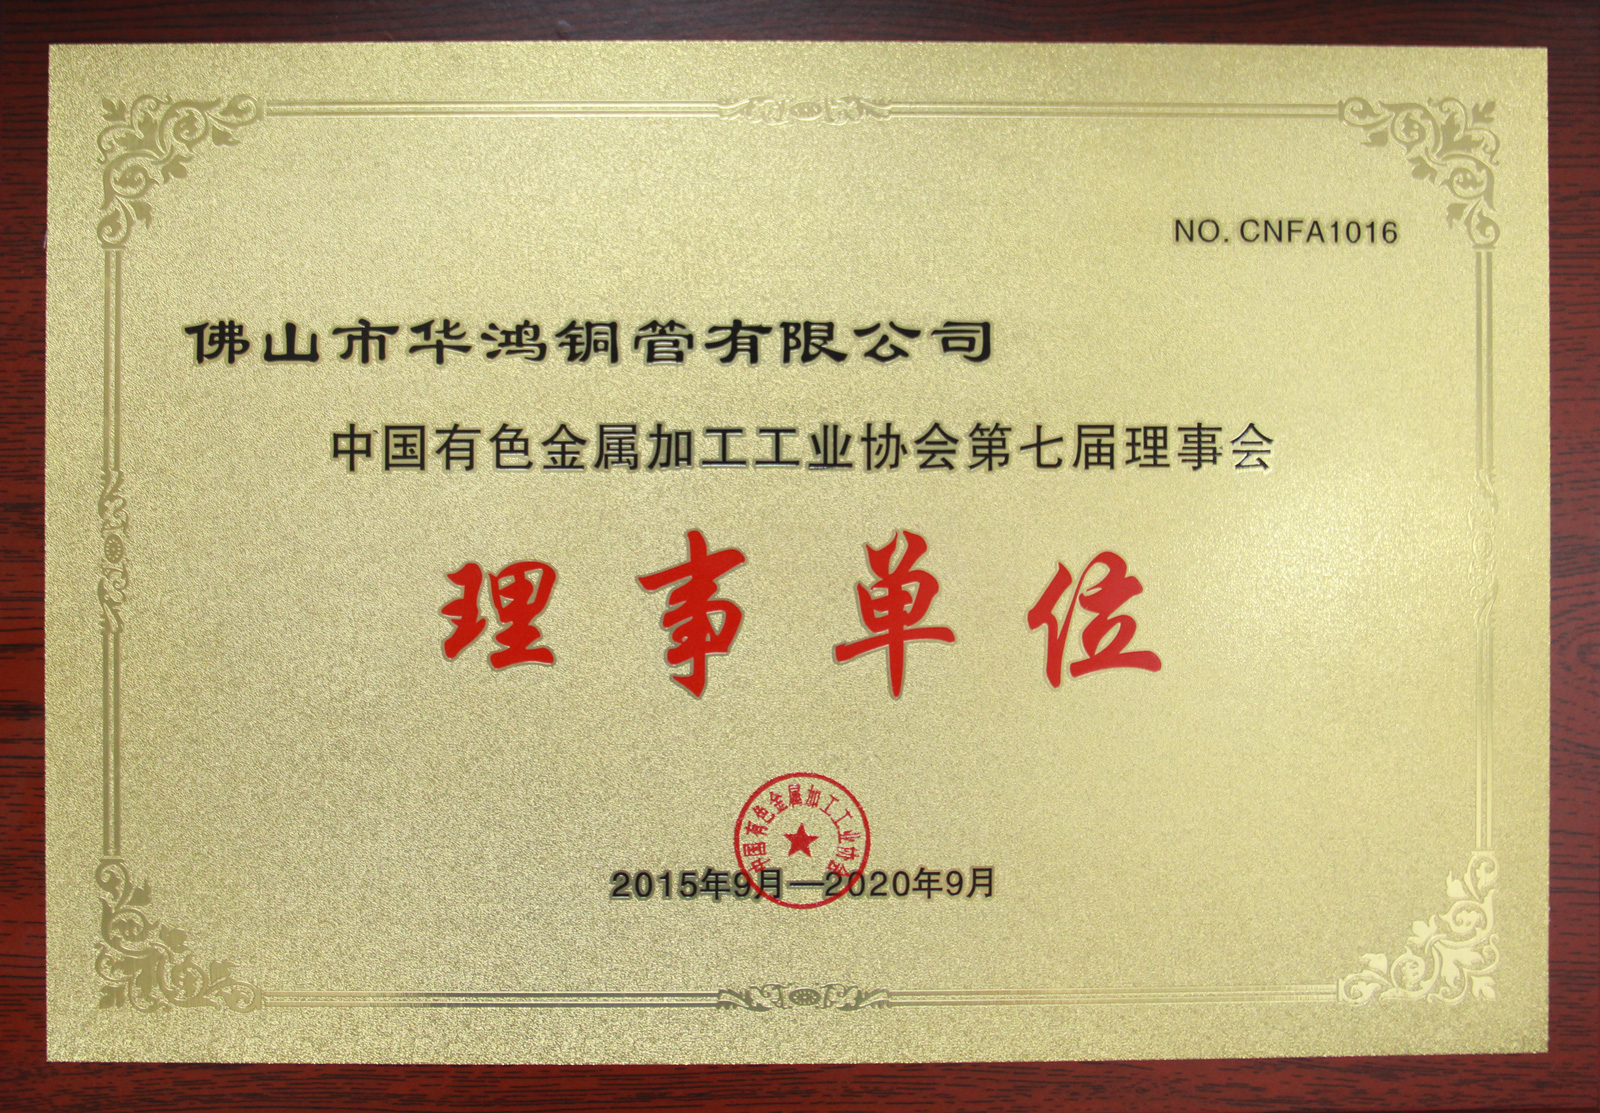 NO. CNFA1016
佛山市华鸿铜管有限公司
中国有色金属加工工业协会第七届理事会
理事单位
中国有色金属加工工业协会
2015年9月—2020年9月